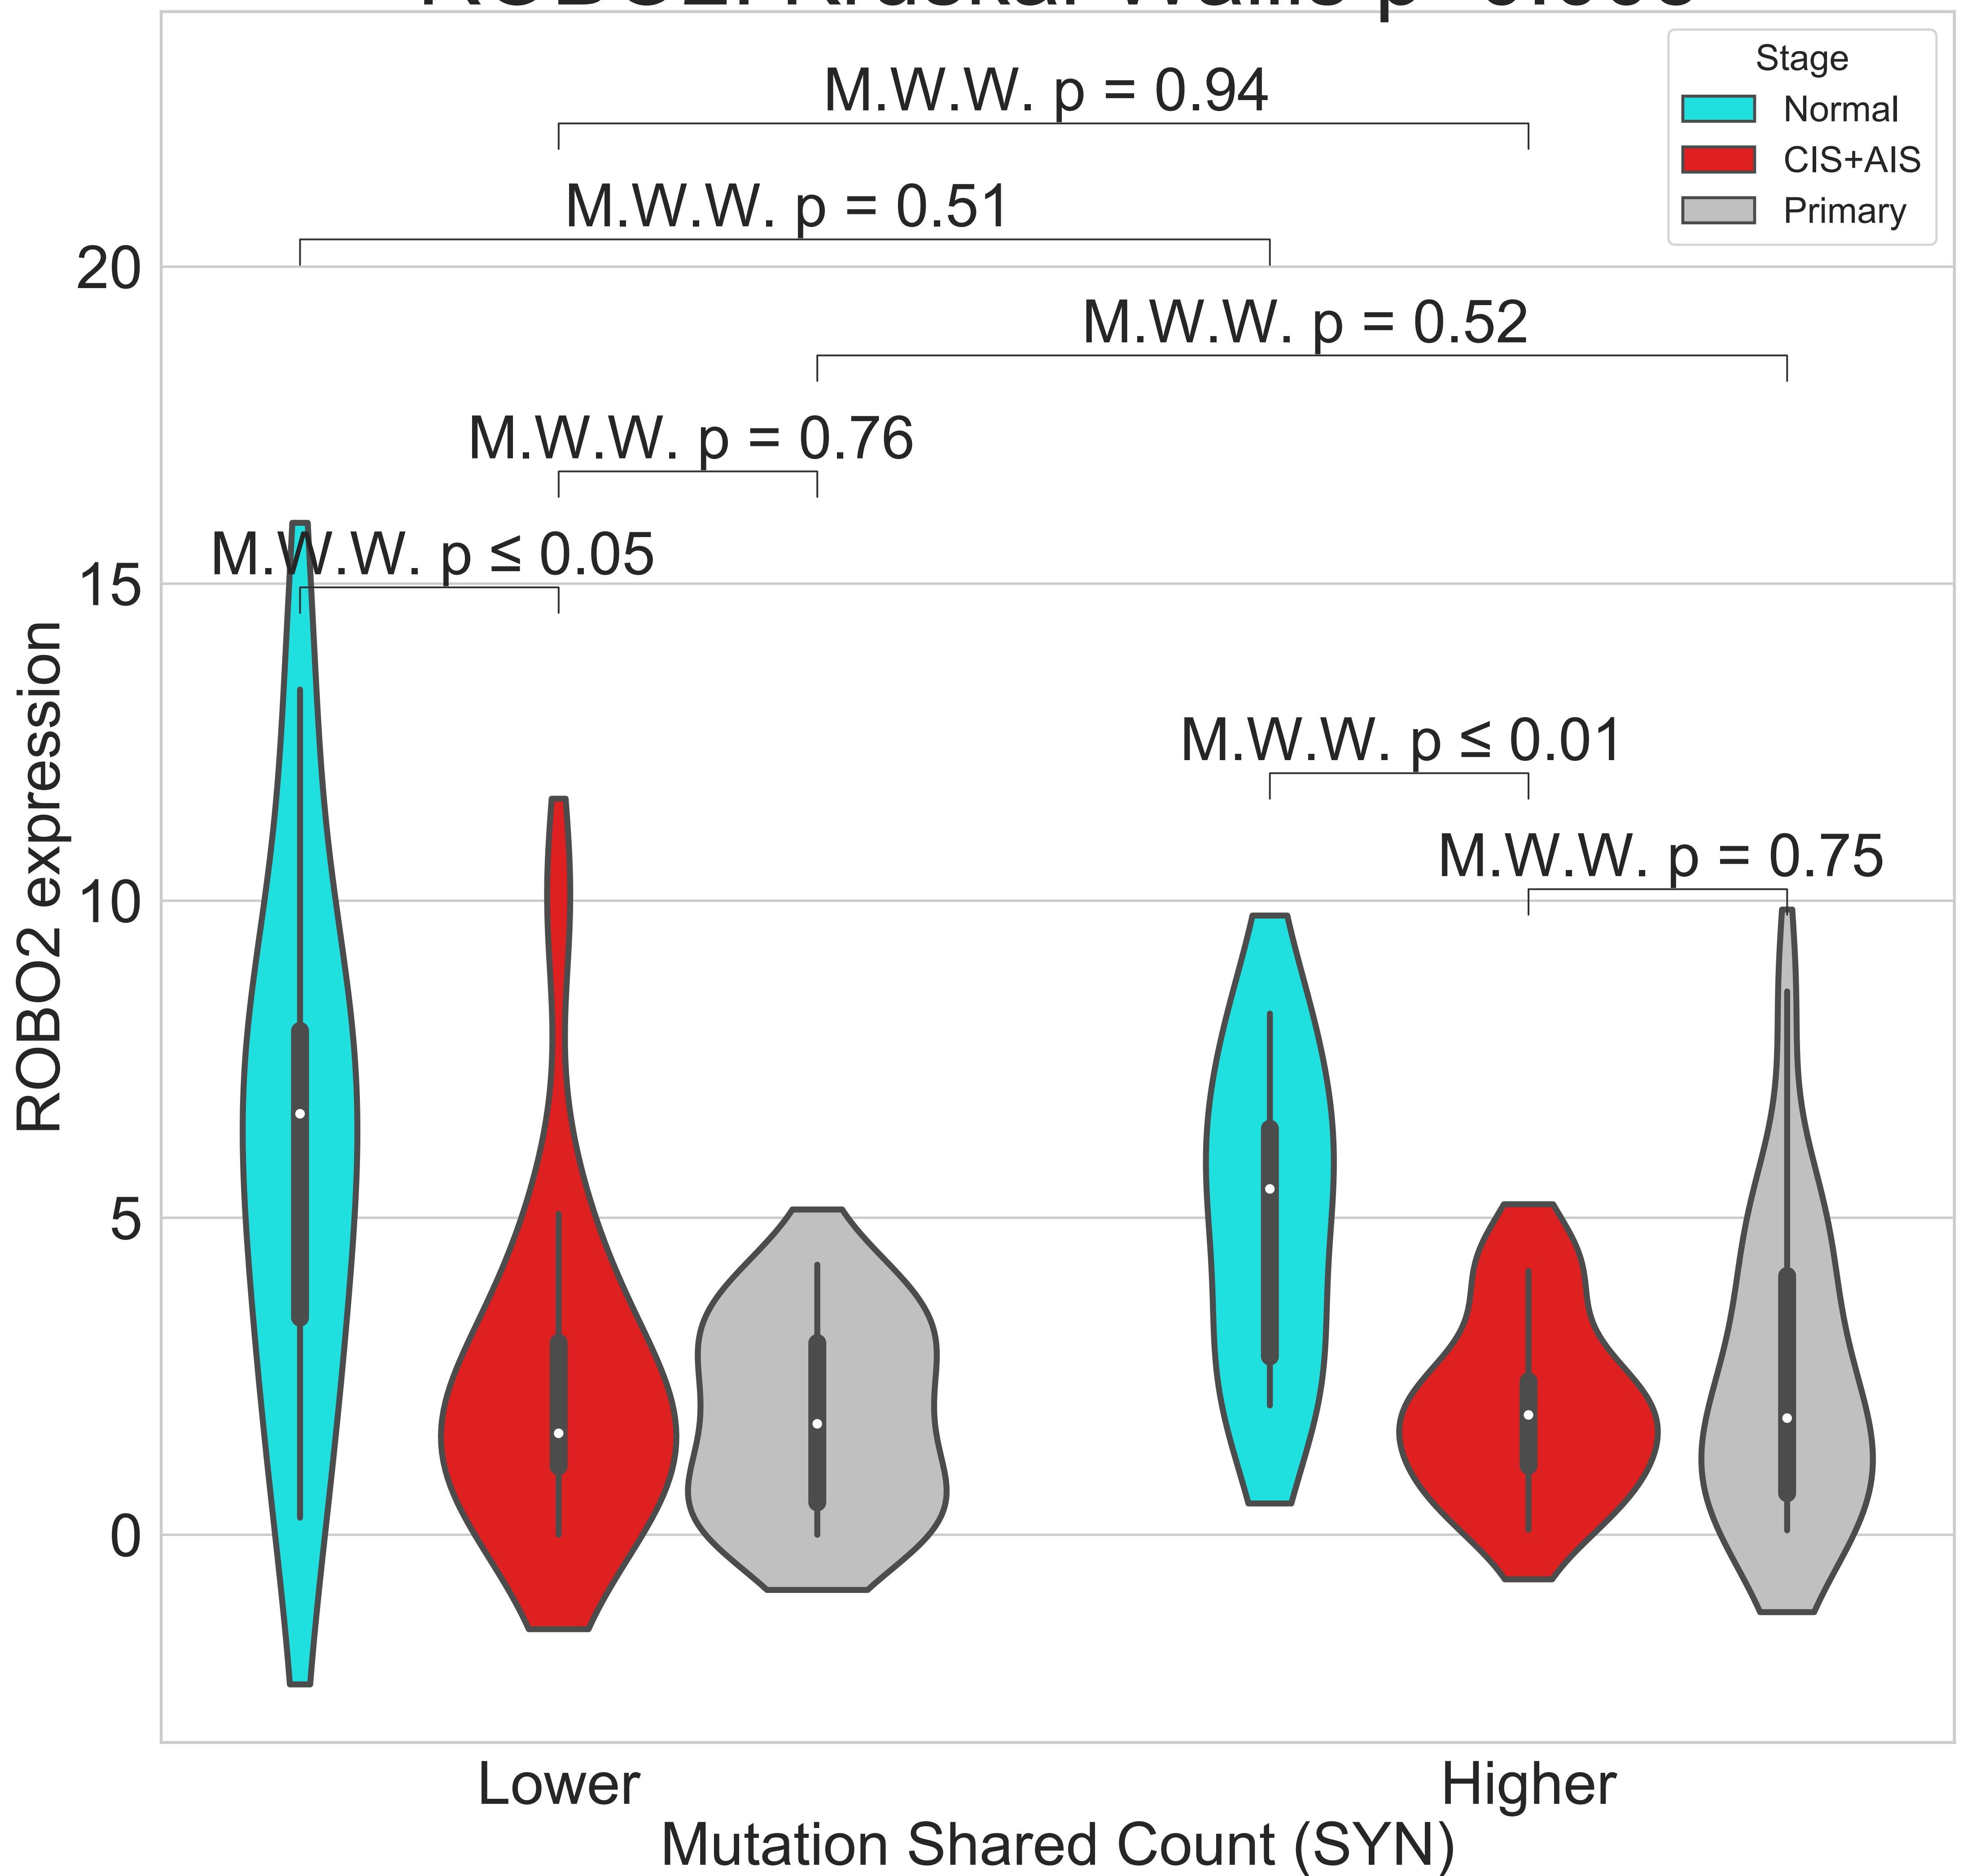 Stage
Normal
CIS+AIS
Primary
M.W.W. p = 0.94
M.W.W. p = 0.51
M.W.W. p = 0.52
M.W.W. p = 0.76
M.W.W. p ≤ 0.05
M.W.W. p ≤ 0.01
M.W.W. p = 0.75
20
15
10
5
0
ROBO2 expression
Lower
Higher
Mutation Shared Count (SYN)